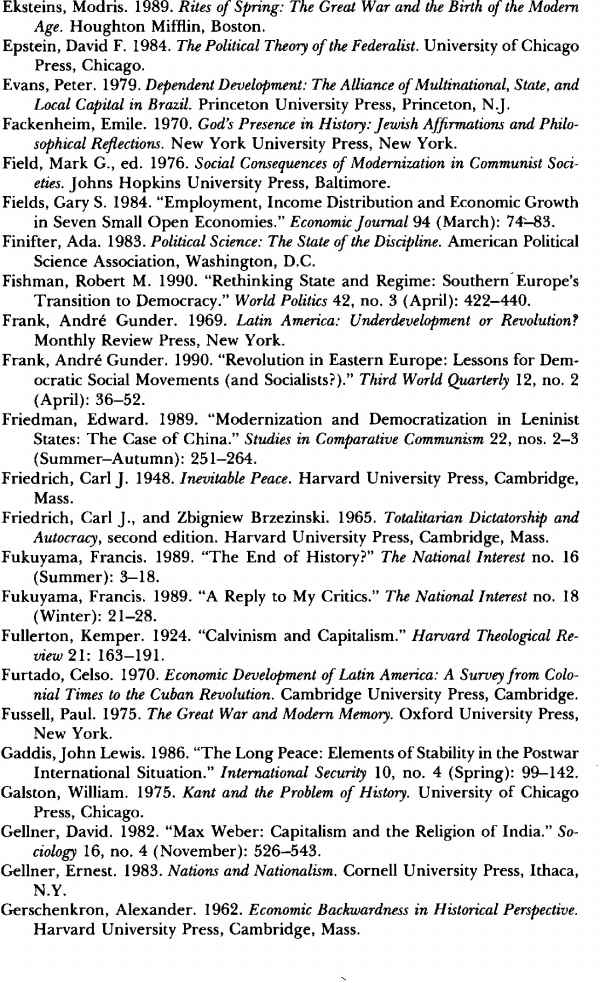 Eksteins, Modris. 1989. Rites of Spring: The Great War and the Birth of the Modern
Age. Houghton Mifflin, Boston.
Epstein, David F. 1984. The Political Theory of the Federalist. University of Chicago
Press, Chicago.
Evans, Peter. 1979. Dependent Development: The Alliance of Multinational, State, and
Local Capital in Brazil. Princeton University Press, Princeton, N.J.
Fackenheim, Emile. 1970. God's Presence in History: Jewish Affirmations and Philo-
sophical Reflections. New York University Press, New York.
Field, Mark G., ed. 1976. Social Consequences of Modernization in Communist Soci-
eties. Johns Hopkins University Press, Baltimore.
Fields, Gary S. 1984. “Employment, Income Distribution and Economic Growth
in Seven Small Open Economies.” Economic Journal 94 (March): 74–83.
Finifter, Ada. 1983. Political Science: The State of the Discipline. American Political
Science Association, Washington, D.C.
Fishman, Robert M. 1990. “Rethinking State and Regime: Southern Europe's
Transition to Democracy.” World Politics 42, no. 3 (April): 422–440.
Frank, André Gunder. 1969. Latin America: Underdevelopment or Revolution?
Monthly Review Press, New York.
Frank, André Gunder. 1990. “Revolution in Eastern Europe: Lessons for Dem-
ocratic Social Movements (and Socialists?).” Third World Quarterly 12, no. 2
(April): 36–52.
Friedman, Edward. 1989. “Modernization and Democratization in Leninist
States: The Case of China.” Studies in Comparative Communism 22, nos. 2–3
(Summer–Autumn): 251–264.
Friedrich, Carl J. 1948. Inevitable Peace. Harvard University Press, Cambridge,
Mass.
Friedrich, Carl J., and Zbigniew Brzezinski. 1965. Totalitarian Dictatorship and
Autocracy, second edition. Harvard University Press, Cambridge, Mass.
Fukuyama, Francis. 1989. “The End of History?” The National Interest no. 16
(Summer): 3–18.
Fukuyama, Francis. 1989. “A Reply to My Critics.” The National Interest no. 18
(Winter): 21–28.
Fullerton, Kemper. 1924. “Calvinism and Capitalism.” Harvard Theological Re-
view 21: 163–191.
Furtado, Celso. 1970. Economic Development of Latin America: A Survey from Colo-
nial Times to the Cuban Revolution. Cambridge University Press, Cambridge.
Fussell, Paul. 1975. The Great War and Modern Memory. Oxford University Press,
New York.
Gaddis, John Lewis. 1986. “The Long Peace: Elements of Stability in the Postwar
International Situation.” International Security 10, no. 4 (Spring): 99–142.
Galston, William. 1975. Kant and the Problem of History. University of Chicago
Press, Chicago.
Gellner, David. 1982. “Max Weber: Capitalism and the Religion of India.” So-
ciology 16, no. 4 (November): 526–543.
Gellner, Ernest. 1983. Nations and Nationalism. Cornell University Press, Ithaca,
N.Y.
Gerschenkron, Alexander. 1962. Economic Backwardness in Historical Perspective.
Harvard University Press, Cambridge, Mass.